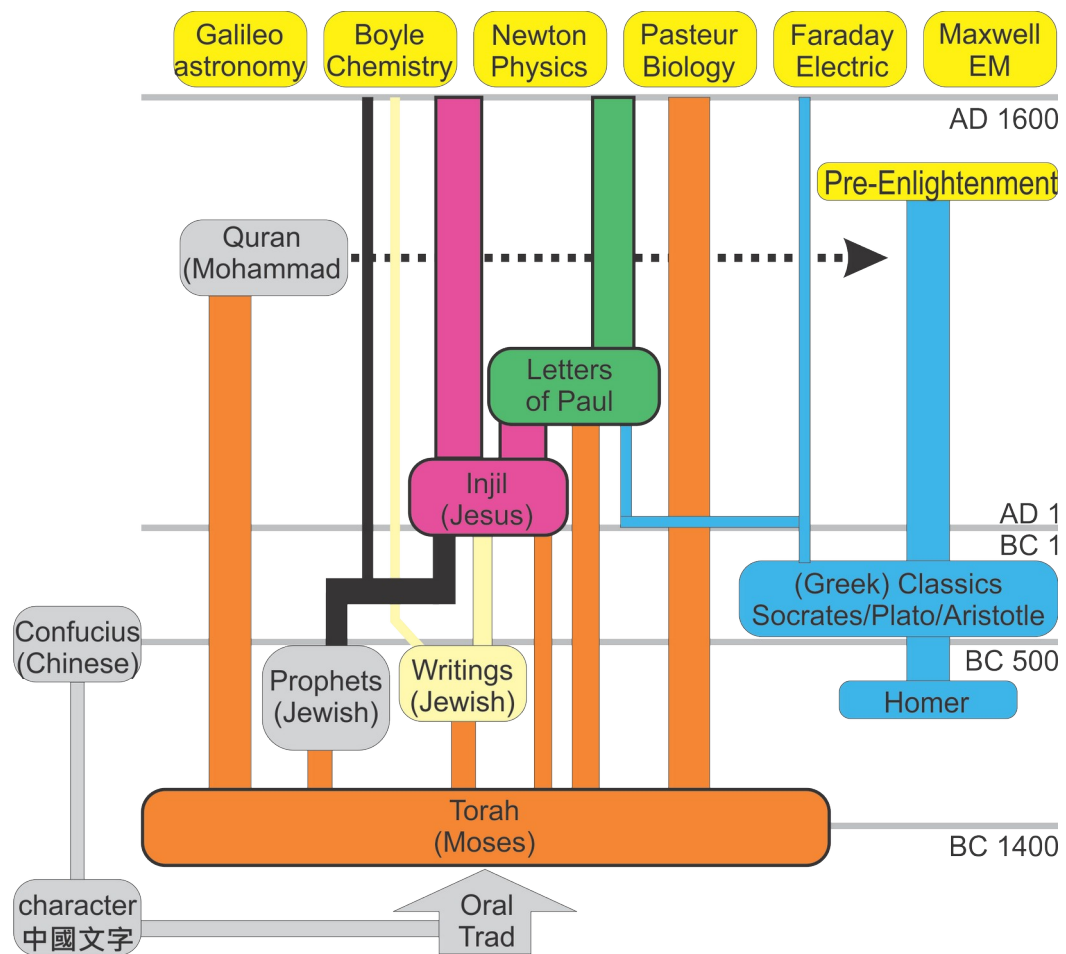 Galileo
astronomy
Boyle
Chemistry
Newton
Physics
Pasteur
Biology
Faraday
Electric
Maxwell
EM
AD 1600
Pre-Enlightenment
Quran
(Mohammad
Letters
of Paul
Injil
(Jesus)
AD 1
BC 1
(Greek) Classics
Socrates/Plato/Aristotle
Confucius
(Chinese)
BC 500
Prophets
(Jewish)
Writings
(Jewish)
Homer
Torah
(Moses)
BC 1400
character
中國文字
Oral
Trad